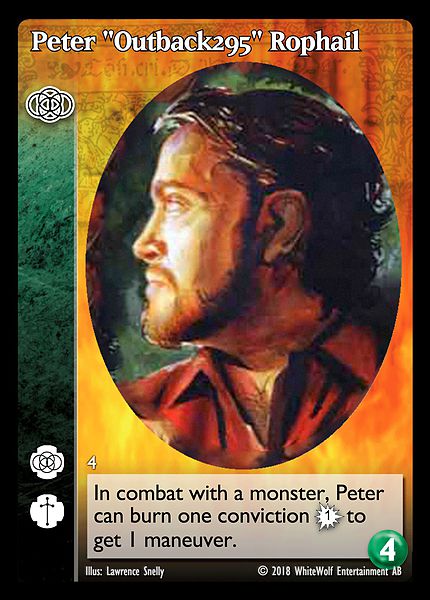 Peter "Outback295" Rophail
4
In combat with a monster, Peter
can burn one conviction 1 to
get 1 maneuver.
4
Illus: Lawrence Snelly © 2018 WhiteWolf Entertainment AB